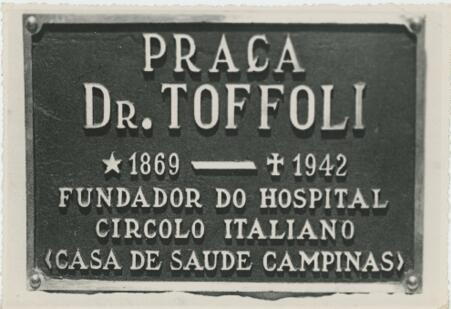 PRAÇA
DR. TOFFOLI
★ 1869 — ✝ 1942
FUNDADOR DO HOSPITAL
CIRCOLO ITALIANO
(CASA DE SAUDE CAMPINAS)